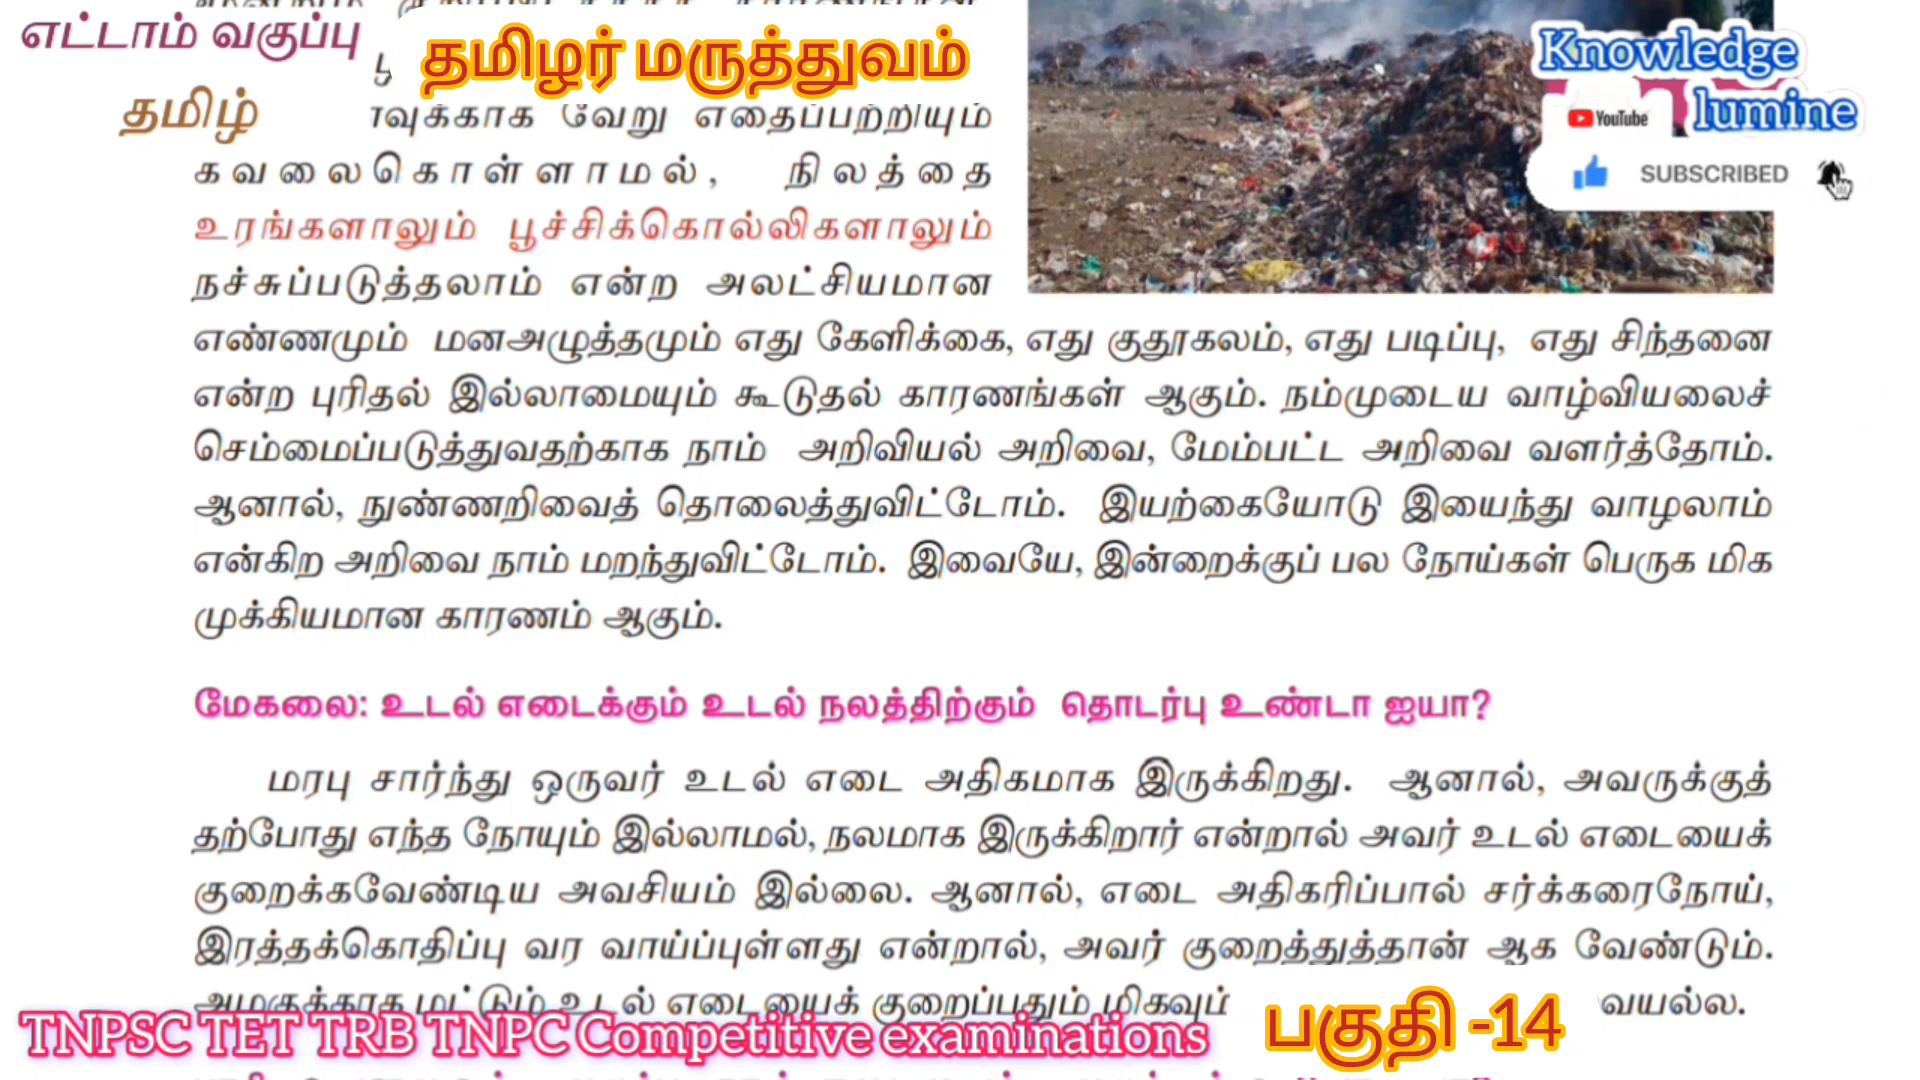 எட்டாம் வகுப்பு
தமிழ்
தமிழர் மருத்துவம்
Knowledge
lumine
YouTube
SUBSCRIBED
வேறு எதைப்பற்றியும்
கவலைகொள்ளாமல், நிலத்தை
உரங்களாலும் பூச்சிக்கொல்லிகளாலும்
நச்சுப்படுத்தலாம் என்ற அலட்சியமான
எண்ணமும் மனஅழுத்தமும் எது கேளிக்கை, எது குதூகலம், எது படிப்பு, எது சிந்தனை
என்ற புரிதல் இல்லாமையும் கூடுதல் காரணங்கள் ஆகும். நம்முடைய வாழ்வியலைச்
செம்மைப்படுத்துவதற்காக நாம் அறிவியல் அறிவை, மேம்பட்ட அறிவை வளர்த்தோம்.
ஆனால், நுண்ணறிவைத் தொலைத்துவிட்டோம். இயற்கையோடு இயைந்து வாழலாம்
என்கிற அறிவை நாம் மறந்துவிட்டோம். இவையே, இன்றைக்குப் பல நோய்கள் பெருக மிக
முக்கியமான காரணம் ஆகும்.
மேகலை: உடல் எடைக்கும் உடல் நலத்திற்கும் தொடர்பு உண்டா ஐயா?
மரபு சார்ந்து ஒருவர் உடல் எடை அதிகமாக இருக்கிறது. ஆனால், அவருக்குத்
தற்போது எந்த நோயும் இல்லாமல், நலமாக இருக்கிறார் என்றால் அவர் உடல் எடையைக்
குறைக்கவேண்டிய அவசியம் இல்லை. ஆனால், எடை அதிகரிப்பால் சர்க்கரைநோய்,
இரத்தக்கொதிப்பு வர வாய்ப்புள்ளது என்றால், அவர் குறைத்துத்தான் ஆக வேண்டும்.
அழகுக்காக மட்டும் உடல் எடையைக் குறைப்பதும் மிகவும்
TNPSC TET TRB TNPC Competitive examinations
பகுதி -14